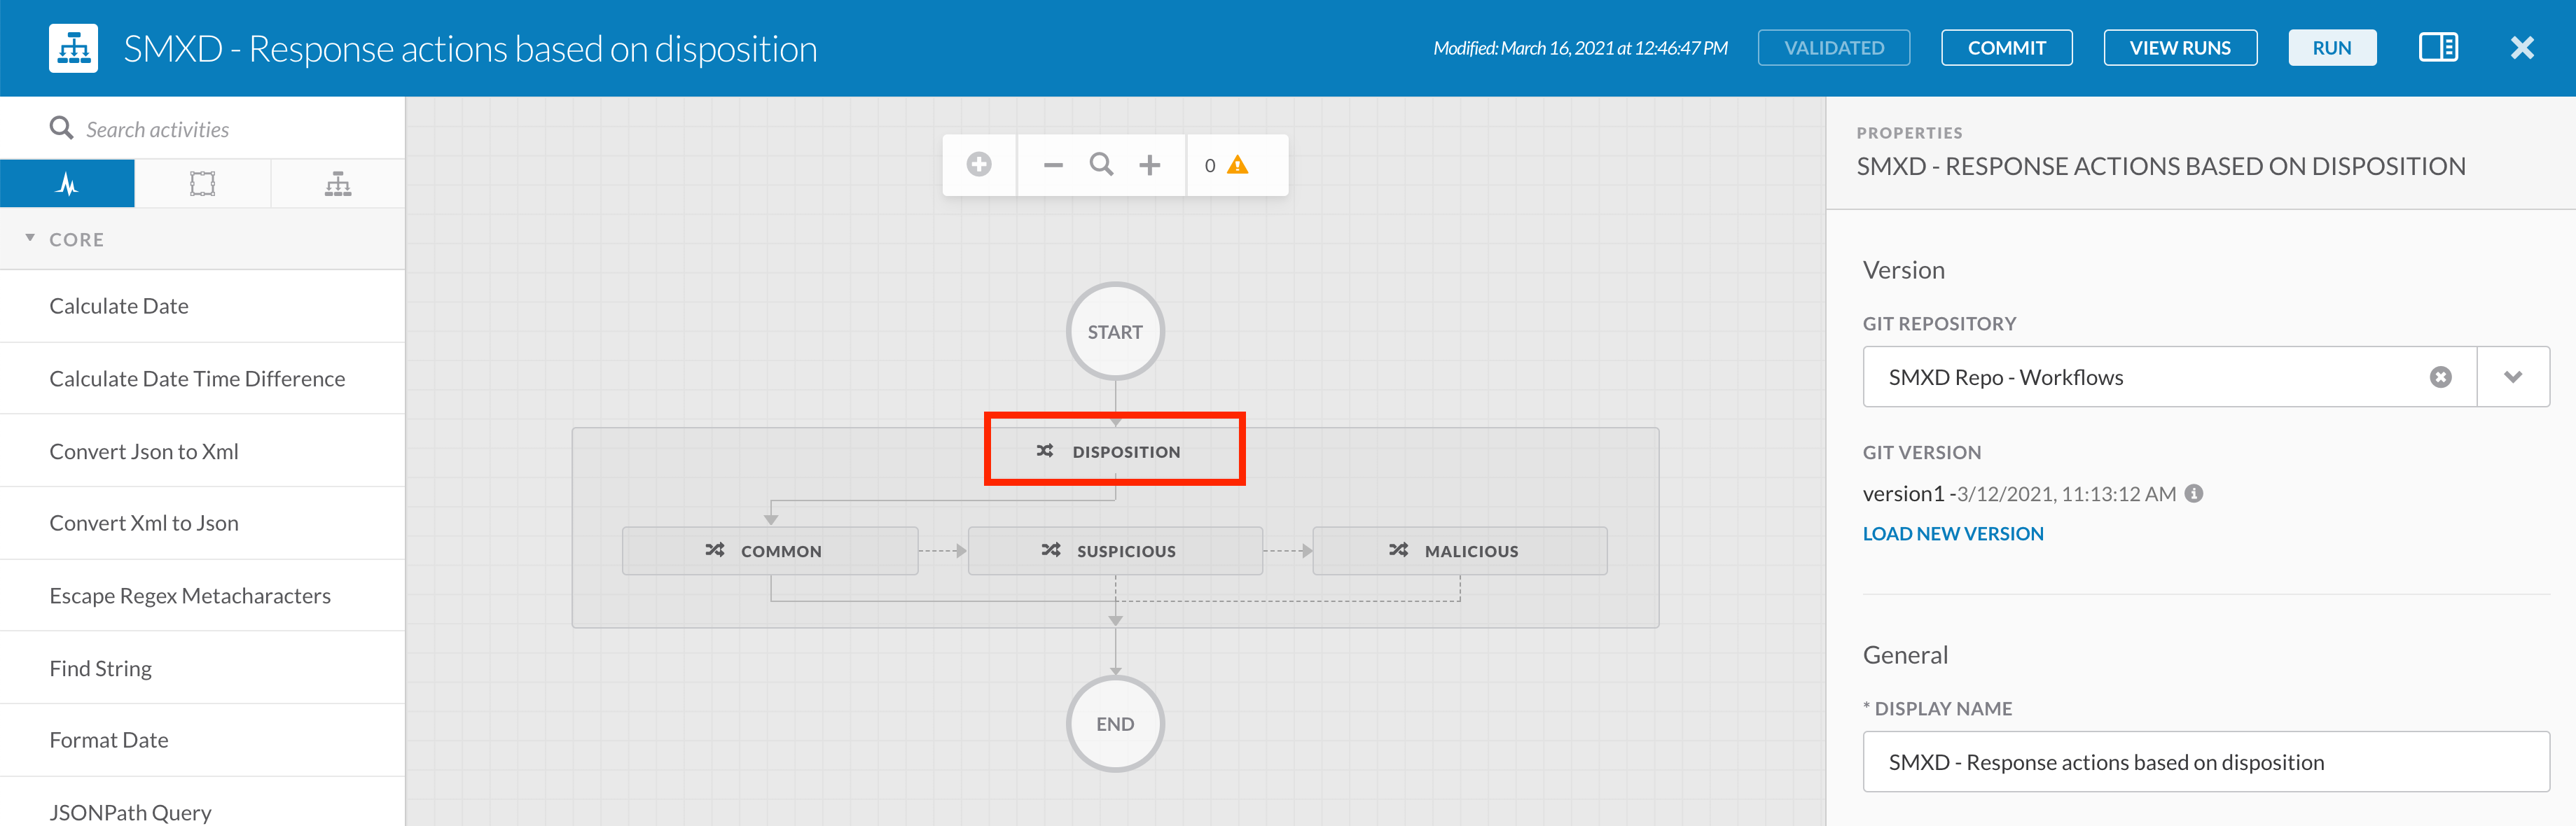 SMXD - Response actions based on disposition
Modified: March 16, 2021 at 12:46:47 PM
VALIDATED
COMMIT
VIEW RUNS
RUN
Search activities
CORE
Calculate Date
Calculate Date Time Difference
Convert Json to Xml
Convert Xml to Json
Escape Regex Metacharacters
Find String
Format Date
JSONPath Query
0
START
DISPOSITION
COMMON
SUSPICIOUS
MALICIOUS
END
PROPERTIES
SMXD - RESPONSE ACTIONS BASED ON DISPOSITION
Version
GIT REPOSITORY
SMXD Repo - Workflows
GIT VERSION
version1 -3/12/2021, 11:13:12 AM
LOAD NEW VERSION
General
* DISPLAY NAME
SMXD - Response actions based on disposition